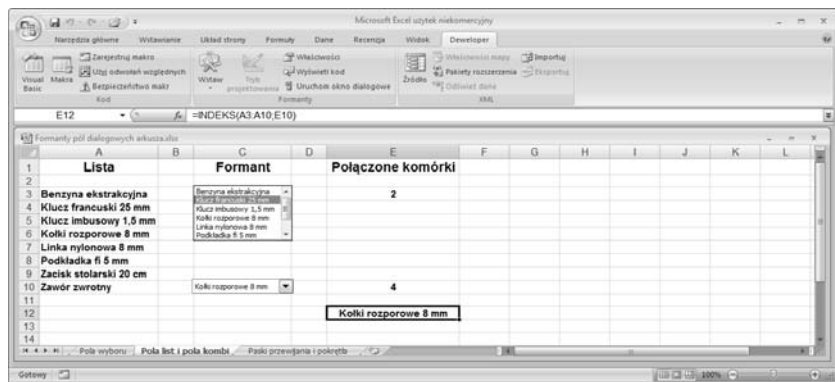 Microsoft Excel użytek niekomercyjny
Narzędzia główne Wstawianie Układ strony Formuły Dane Recenzja Widok Deweloper
Visual Basic
Makra
Zarejestruj makro
Użyj odwołań względnych
Bezpieczeństwo makr
Kod
Wstaw
Tryb projektowania
Właściwości
Wyświetl kod
Uruchom okno dialogowe
Formanty
Źródło
Właściwości mapy
Pakiety rozszerzenia
Odśwież dane
Importuj
Eksportuj
XML
E12 fx =INDEKS(A3:A10;E10)
Formanty pól dialogowych arkusza.xlsx
A B C D E F G H I J K L
1 Lista Formant Połączone komórki
2
3 Benzyna ekstrakcyjna Benzyna ekstrakcyjna 2
4 Klucz francuski 25 mm Klucz francuski 25 mm
5 Klucz imbusowy 1,5 mm Klucz imbusowy 1,5 mm
6 Kołki rozporowe 8 mm Kołki rozporowe 8 mm
Linka nylonowa 8 mm
Podkładka fi 5 mm
7 Linka nylonowa 8 mm
8 Podkładka fi 5 mm
9 Zacisk stolarski 20 cm
10 Zawór zwrotny Kołki rozporowe 8 mm 4
11
12 Kołki rozporowe 8 mm
13
14
Pola wyboru Pola list i pola kombi Paski przewijania i pokrętła
Gotowy 100%